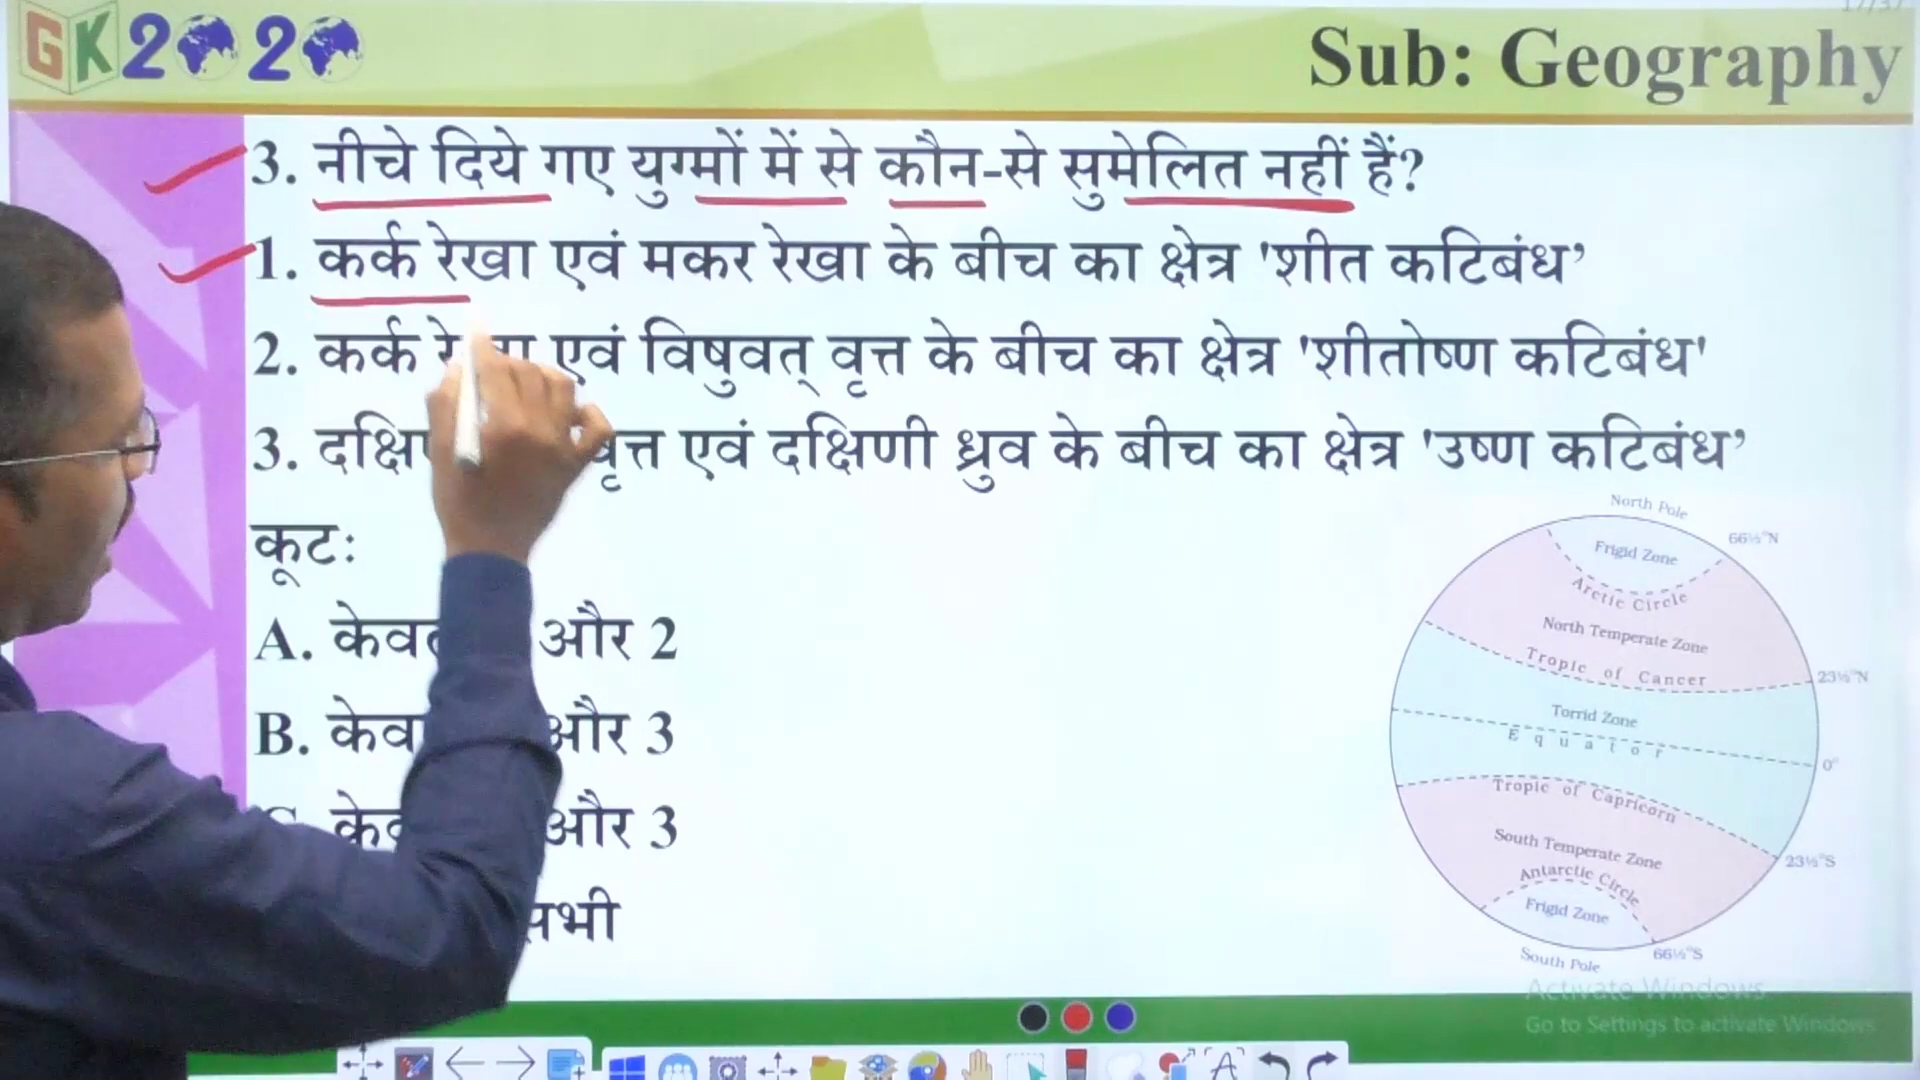 GK2020
Sub: Geography
3. नीचे दिये गए युग्मों में से कौन-से सुमेलित नहीं हैं?
1. कर्क रेखा एवं मकर रेखा के बीच का क्षेत्र 'शीत कटिबंध’
2. कर्क एवं विषुवत् वृत्त के बीच का क्षेत्र 'शीतोष्ण कटिबंध'
3. वृत्त एवं दक्षिणी ध्रुव के बीच का क्षेत्र 'उष्ण कटिबंध’
कूटः
A. और 2
B. और 3
और 3
सभी
North Pole
66½°N
Frigid Zone
Arctic Circle
North Temperate Zone
Tropic of Cancer
23½°N
Torrid Zone
Equator
0°
Tropic of Capricorn
South Temperate Zone
23½°S
Antarctic Circle
Frigid Zone
66½°S
South Pole
Activate Windows
Go to Settings to activate Windows